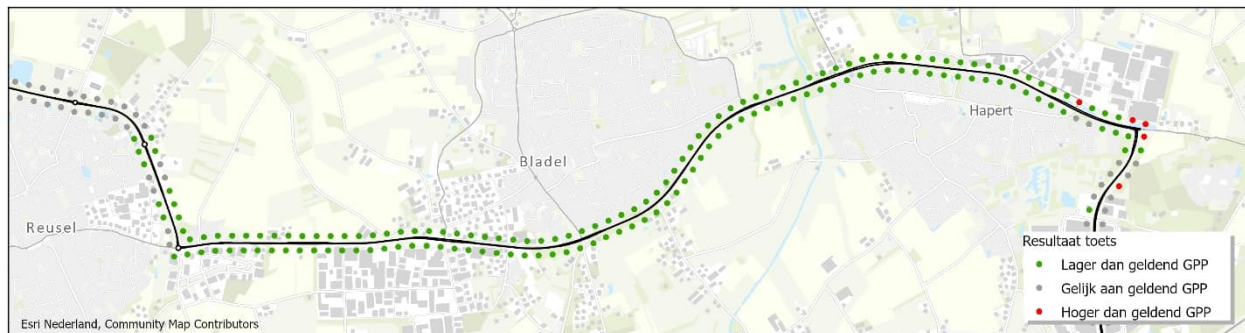 Hapert
Bladel
Reusel
Resultaat toets
Lager dan geldend GPP
Gelijk aan geldend GPP
Hoger dan geldend GPP
Esri Nederland, Community Map Contributors